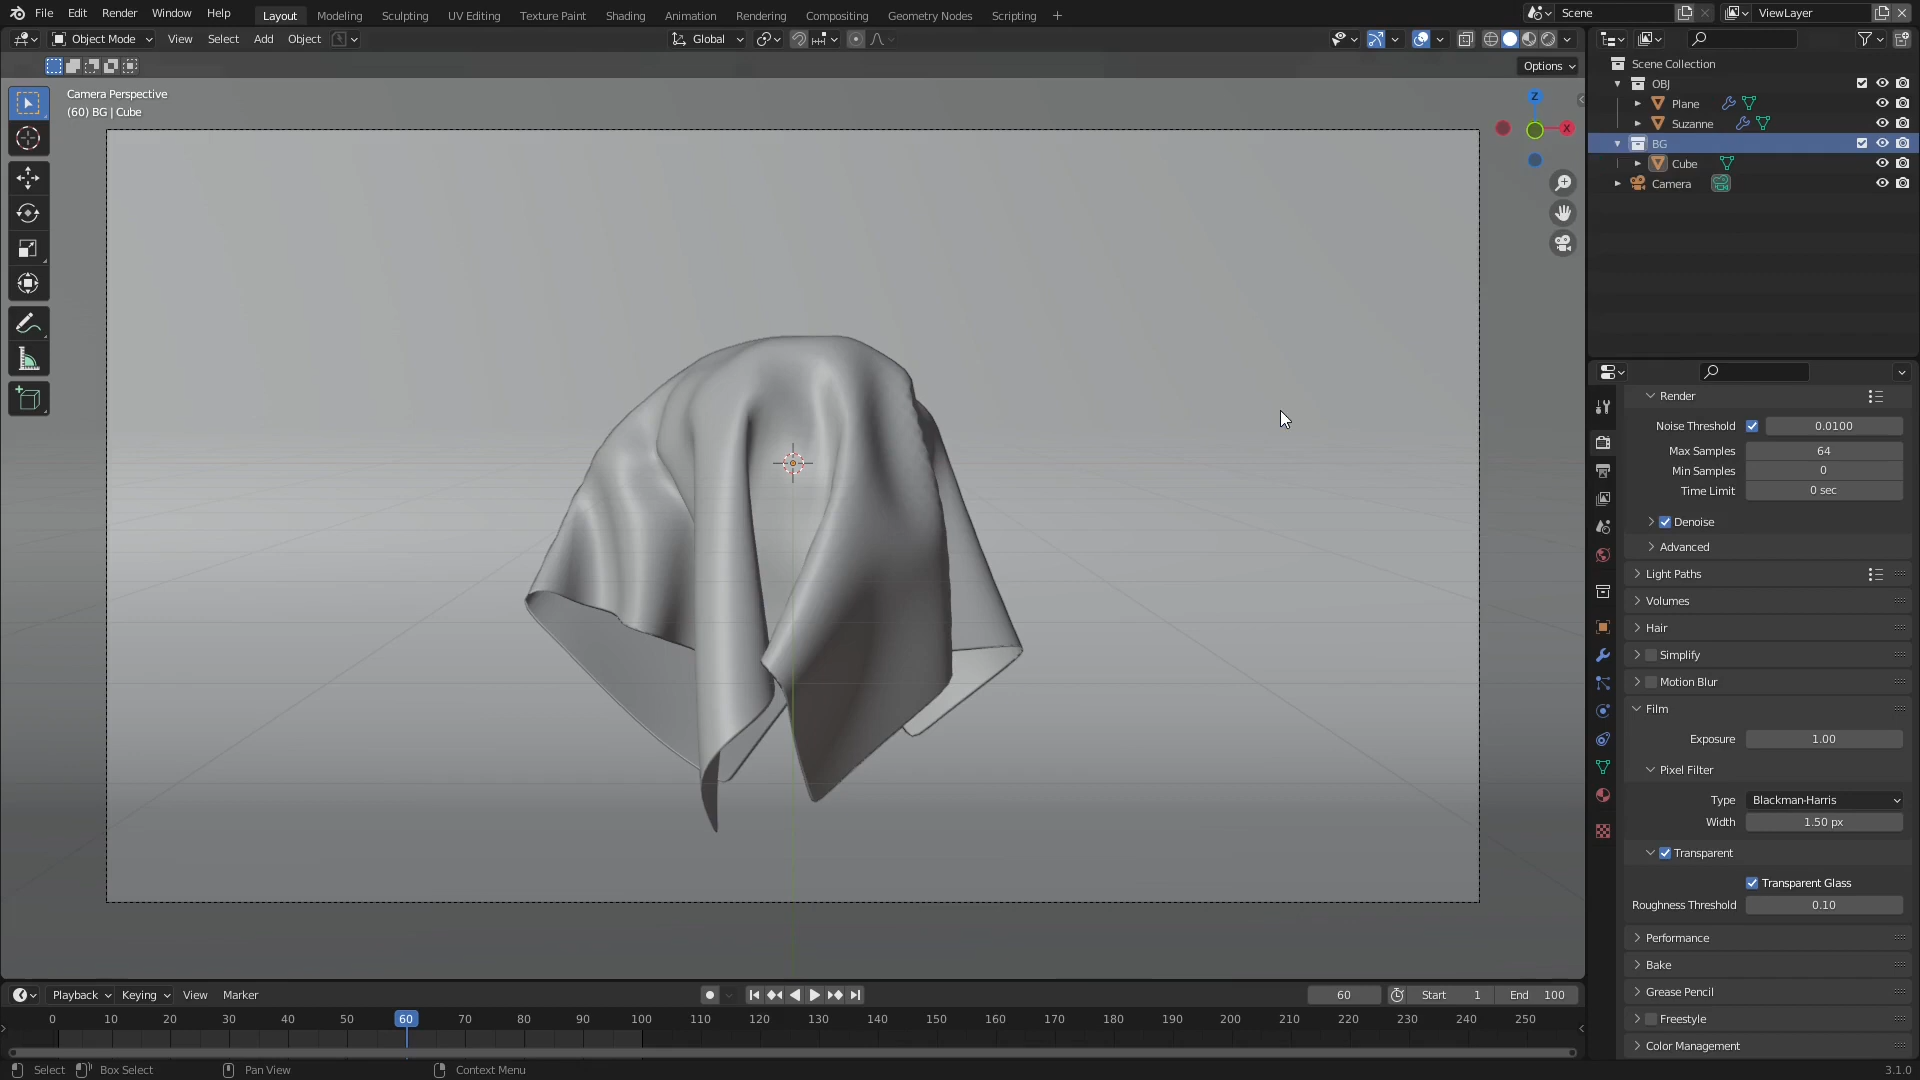 File Edit Render Window Help Layout Modeling Sculpting UV Editing Texture Paint Shading Animation Rendering Compositing Geometry Nodes Scripting + Scene ViewLayer
Object Mode View Select Add Object Global
Options
Camera Perspective
(60) BG | Cube
Z
X
Scene Collection
OBJ
Plane
Suzanne
BG
Cube
Camera
Render
Noise Threshold 0.0100
Max Samples 64
Min Samples 0
Time Limit 0 sec
Denoise
Advanced
Light Paths
Volumes
Hair
Simplify
Motion Blur
Film
Exposure 1.00
Pixel Filter
Type Blackman-Harris
Width 1.50 px
Transparent
Transparent Glass
Roughness Threshold 0.10
Performance
Bake
Grease Pencil
Freestyle
Color Management
Playback Keying View Marker 60 Start 1 End 100
0 10 20 30 40 50 60 70 80 90 100 110 120 130 140 150 160 170 180 190 200 210 220 230 240 250
Select Box Select Pan View Context Menu 3.1.0